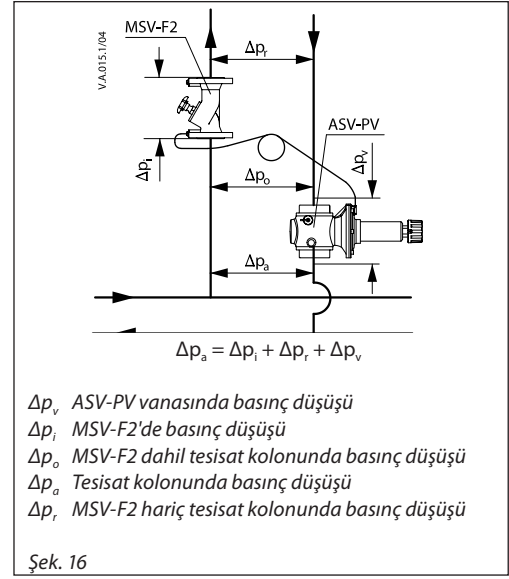 V.A.015.1/04
MSV-F2
Δpᵣ
ASV-PV
Δpᵢ
Δpᵥ
Δpₒ
Δpₐ
Δpₐ = Δpᵢ + Δpᵣ + Δpᵥ
Δpᵥ ASV-PV vanasında basınç düşüşü
Δpᵢ MSV-F2'de basınç düşüşü
Δpₒ MSV-F2 dahil tesisat kolonunda basınç düşüşü
Δpₐ Tesisat kolonunda basınç düşüşü
Δpᵣ MSV-F2 hariç tesisat kolonunda basınç düşüşü
Şek. 16